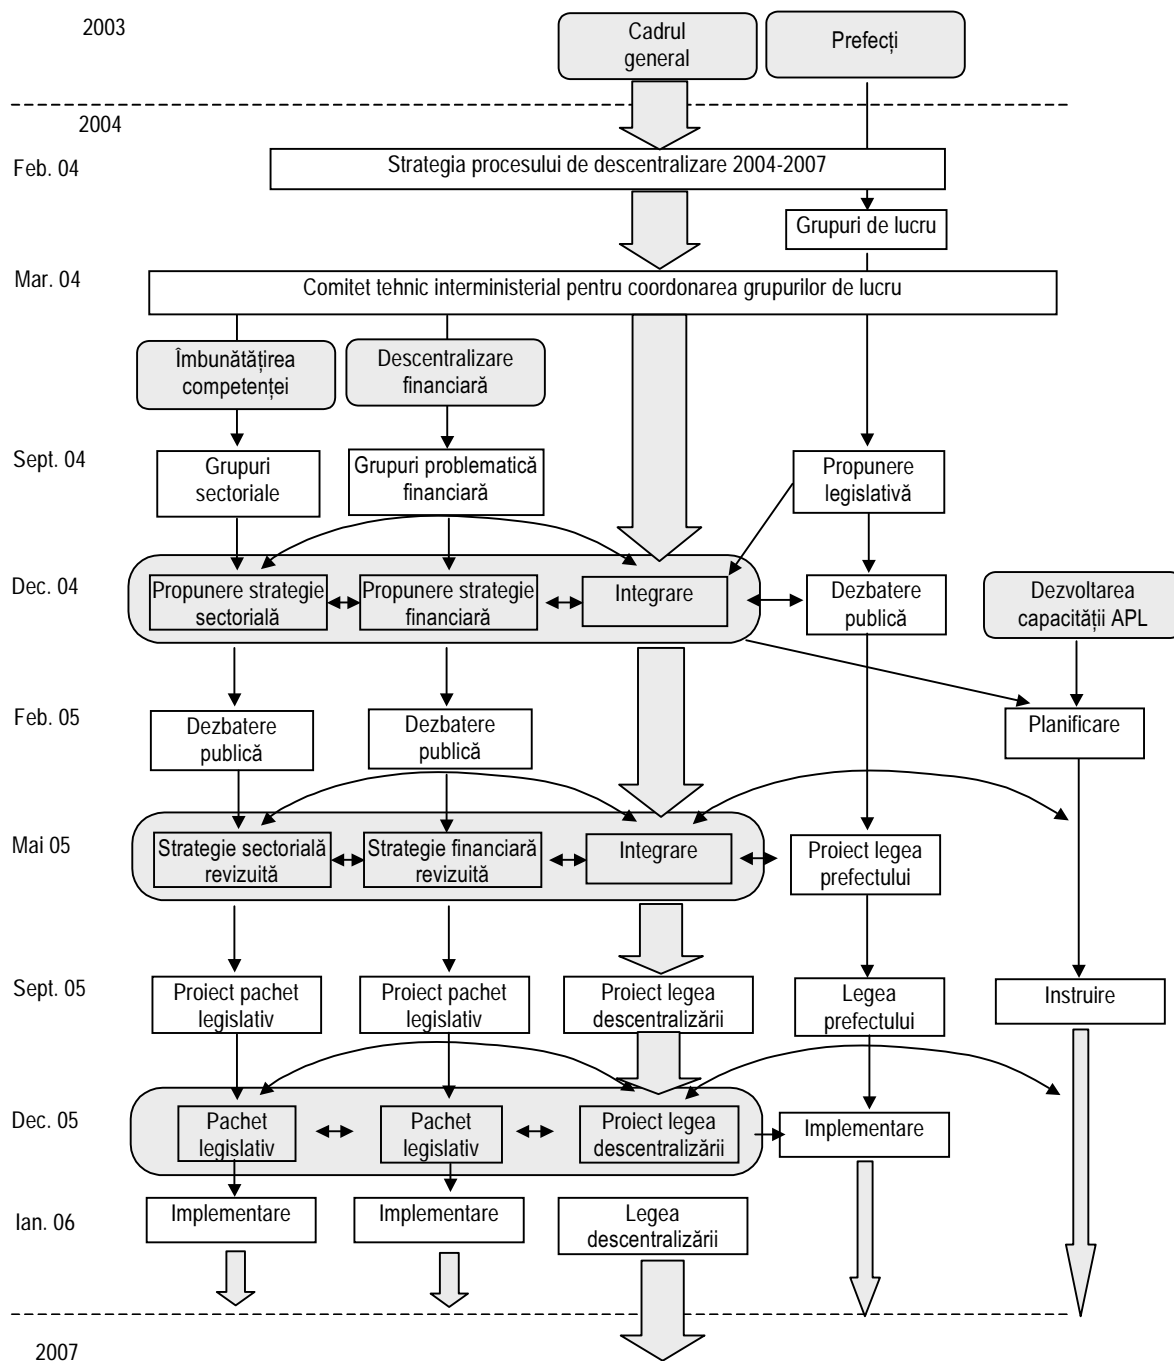 2003
Cadrul
general
Prefecți
2004
Feb. 04
Strategia procesului de descentralizare 2004-2007
Grupuri de lucru
Mar. 04
Comitet tehnic interministerial pentru coordonarea grupurilor de lucru
Îmbunătățirea
competenței
Descentralizare
financiară
Sept. 04
Grupuri
sectoriale
Grupuri problematică
financiară
Propunere
legislativă
Dec. 04
Propunere strategie
sectorială
Propunere strategie
financiară
Integrare
Dezbatere
publică
Dezvoltarea
capacității APL
Feb. 05
Dezbatere
publică
Dezbatere
publică
Planificare
Mai 05
Strategie sectorială
revizuită
Strategie financiară
revizuită
Integrare
Proiect legea
prefectului
Sept. 05
Proiect pachet
legislativ
Proiect pachet
legislativ
Proiect legea
descentralizării
Legea
prefectului
Instruire
Dec. 05
Pachet
legislativ
Pachet
legislativ
Proiect legea
descentralizării
Implementare
Ian. 06
Implementare
Implementare
Legea
descentralizării
2007